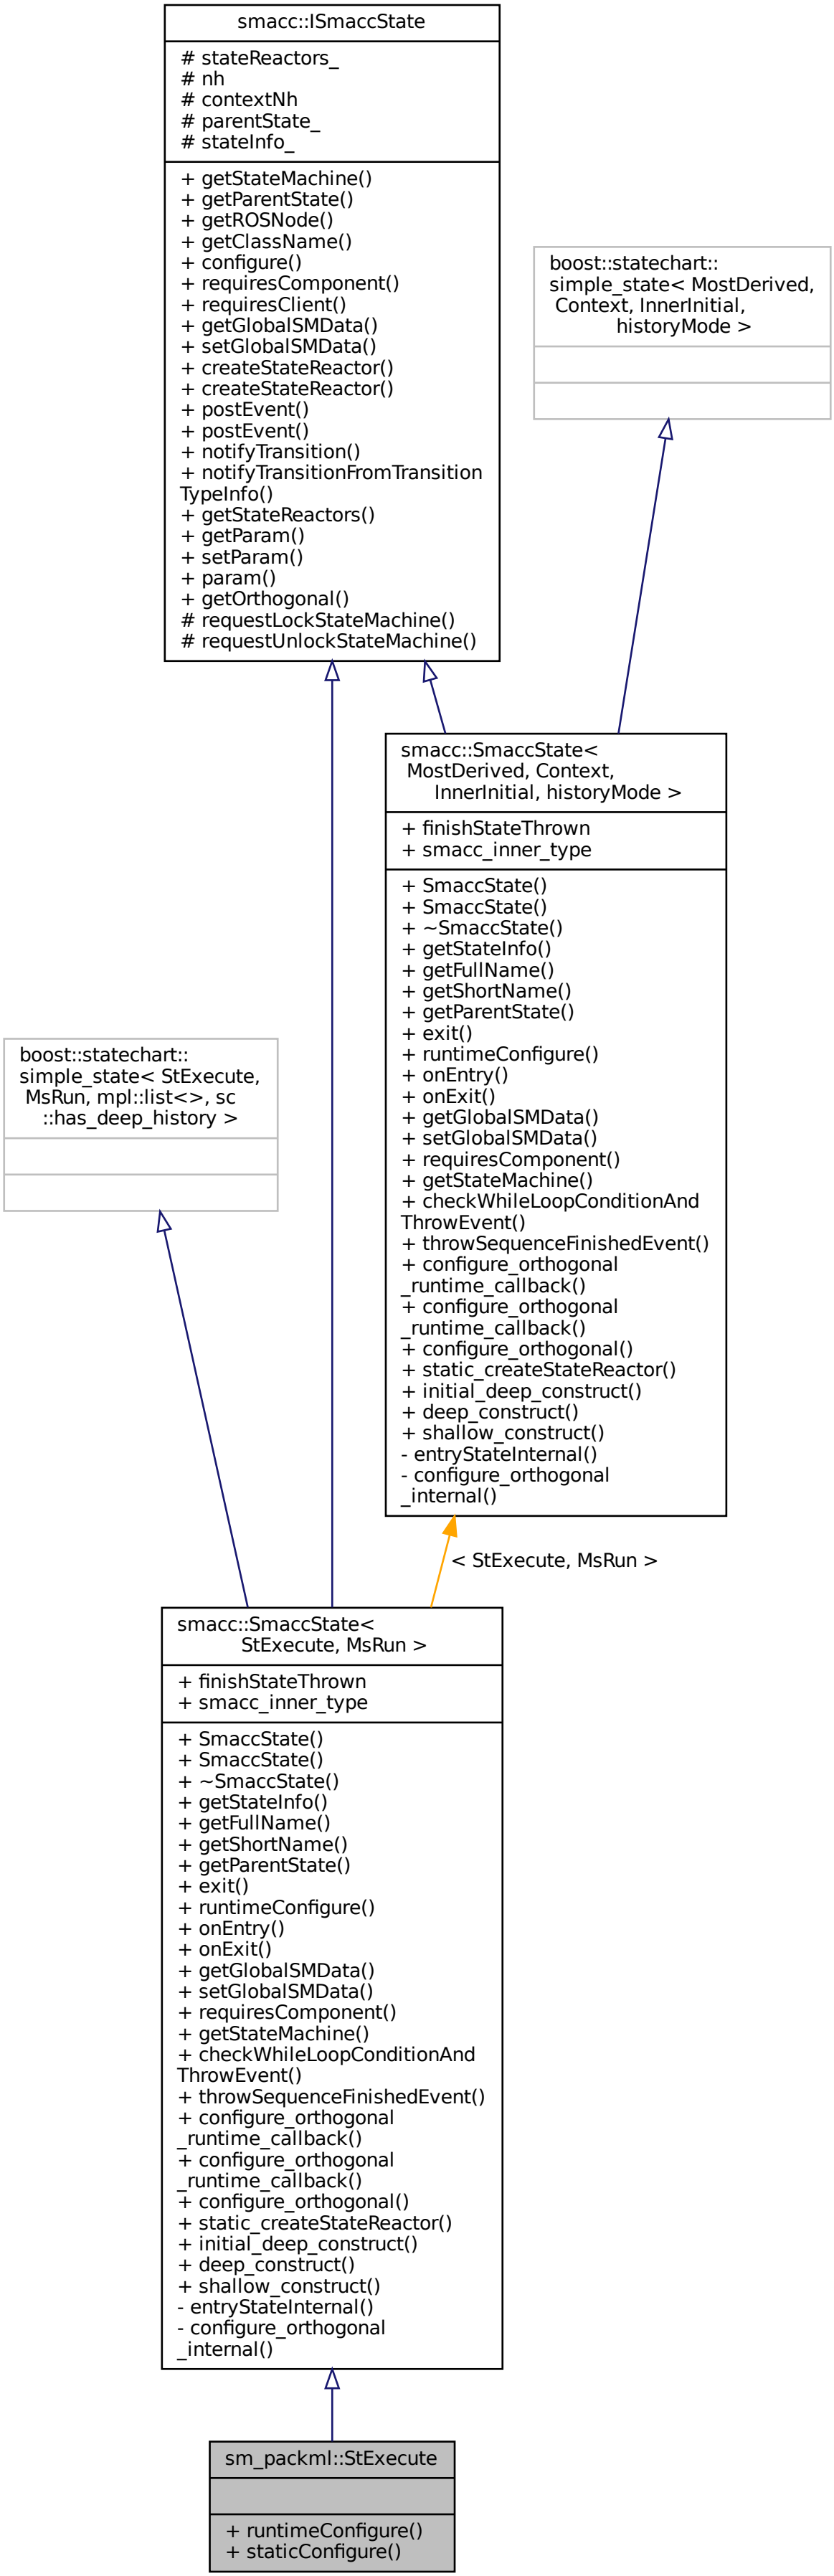 smacc::ISmaccState
# stateReactors_
# nh
# contextNh
# parentState_
# stateInfo_
+ getStateMachine()
+ getParentState()
+ getROSNode()
+ getClassName()
+ configure()
+ requiresComponent()
+ requiresClient()
+ getGlobalSMData()
+ setGlobalSMData()
+ createStateReactor()
+ createStateReactor()
+ postEvent()
+ postEvent()
+ notifyTransition()
+ notifyTransitionFromTransition
TypeInfo()
+ getStateReactors()
+ getParam()
+ setParam()
+ param()
+ getOrthogonal()
# requestLockStateMachine()
# requestUnlockStateMachine()
boost::statechart::
simple_state< MostDerived,
Context, InnerInitial,
historyMode >
smacc::SmaccState<
MostDerived, Context,
InnerInitial, historyMode >
+ finishStateThrown
+ smacc_inner_type
+ SmaccState()
+ SmaccState()
+ ~SmaccState()
+ getStateInfo()
+ getFullName()
+ getShortName()
+ getParentState()
+ exit()
+ runtimeConfigure()
+ onEntry()
+ onExit()
+ getGlobalSMData()
+ setGlobalSMData()
+ requiresComponent()
+ getStateMachine()
+ checkWhileLoopConditionAnd
ThrowEvent()
+ throwSequenceFinishedEvent()
+ configure_orthogonal
_runtime_callback()
+ configure_orthogonal
_runtime_callback()
+ configure_orthogonal()
+ static_createStateReactor()
+ initial_deep_construct()
+ deep_construct()
+ shallow_construct()
- entryStateInternal()
- configure_orthogonal
_internal()
boost::statechart::
simple_state< StExecute,
MsRun, mpl::list<>, sc
::has_deep_history >
< StExecute, MsRun >
smacc::SmaccState<
StExecute, MsRun >
+ finishStateThrown
+ smacc_inner_type
+ SmaccState()
+ SmaccState()
+ ~SmaccState()
+ getStateInfo()
+ getFullName()
+ getShortName()
+ getParentState()
+ exit()
+ runtimeConfigure()
+ onEntry()
+ onExit()
+ getGlobalSMData()
+ setGlobalSMData()
+ requiresComponent()
+ getStateMachine()
+ checkWhileLoopConditionAnd
ThrowEvent()
+ throwSequenceFinishedEvent()
+ configure_orthogonal
_runtime_callback()
+ configure_orthogonal
_runtime_callback()
+ configure_orthogonal()
+ static_createStateReactor()
+ initial_deep_construct()
+ deep_construct()
+ shallow_construct()
- entryStateInternal()
- configure_orthogonal
_internal()
sm_packml::StExecute
+ runtimeConfigure()
+ staticConfigure()